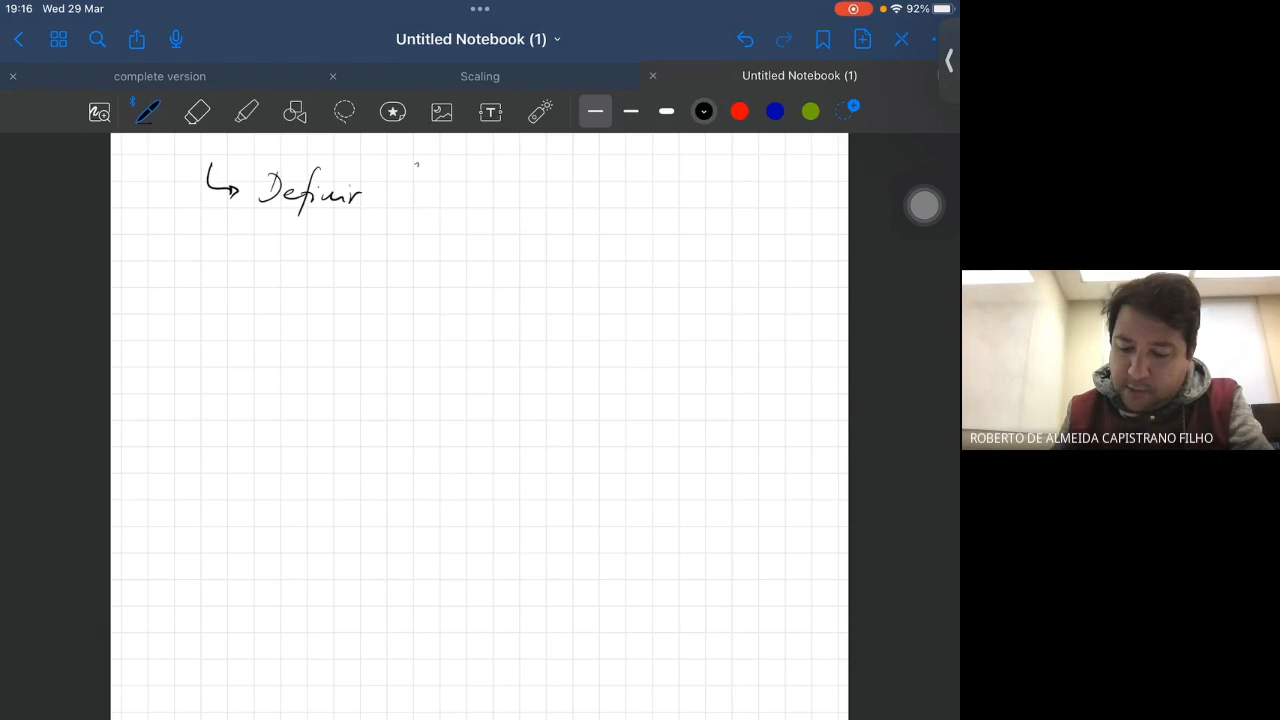 19:16 Wed 29 Mar 92%
Untitled Notebook (1)
complete version Scaling Untitled Notebook (1)
Definir
ROBERTO DE ALMEIDA CAPISTRANO FILHO